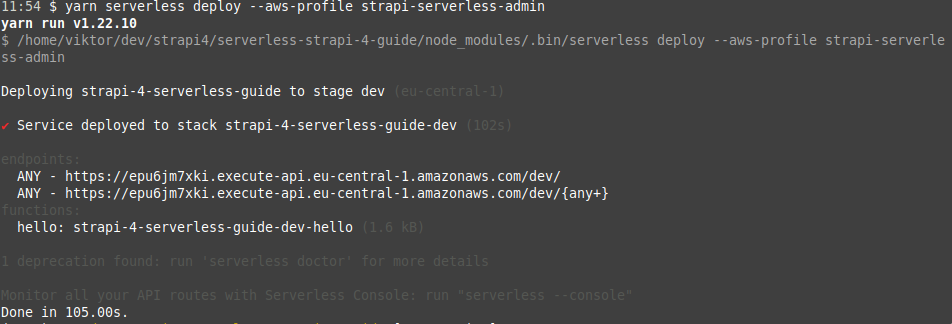 11:54 $ yarn serverless deploy --aws-profile strapi-serverless-admin
yarn run v1.22.10
$ /home/viktor/dev/strapi4/serverless-strapi-4-guide/node_modules/.bin/serverless deploy --aws-profile strapi-serverle
ss-admin
Deploying strapi-4-serverless-guide to stage dev (eu-central-1)
✔ Service deployed to stack strapi-4-serverless-guide-dev (102s)
endpoints:
ANY - https://epu6jm7xki.execute-api.eu-central-1.amazonaws.com/dev/
ANY - https://epu6jm7xki.execute-api.eu-central-1.amazonaws.com/dev/{any+}
functions:
hello: strapi-4-serverless-guide-dev-hello (1.6 kB)
1 deprecation found: run 'serverless doctor' for more details
Monitor all your API routes with Serverless Console: run "serverless --console"
Done in 105.00s.